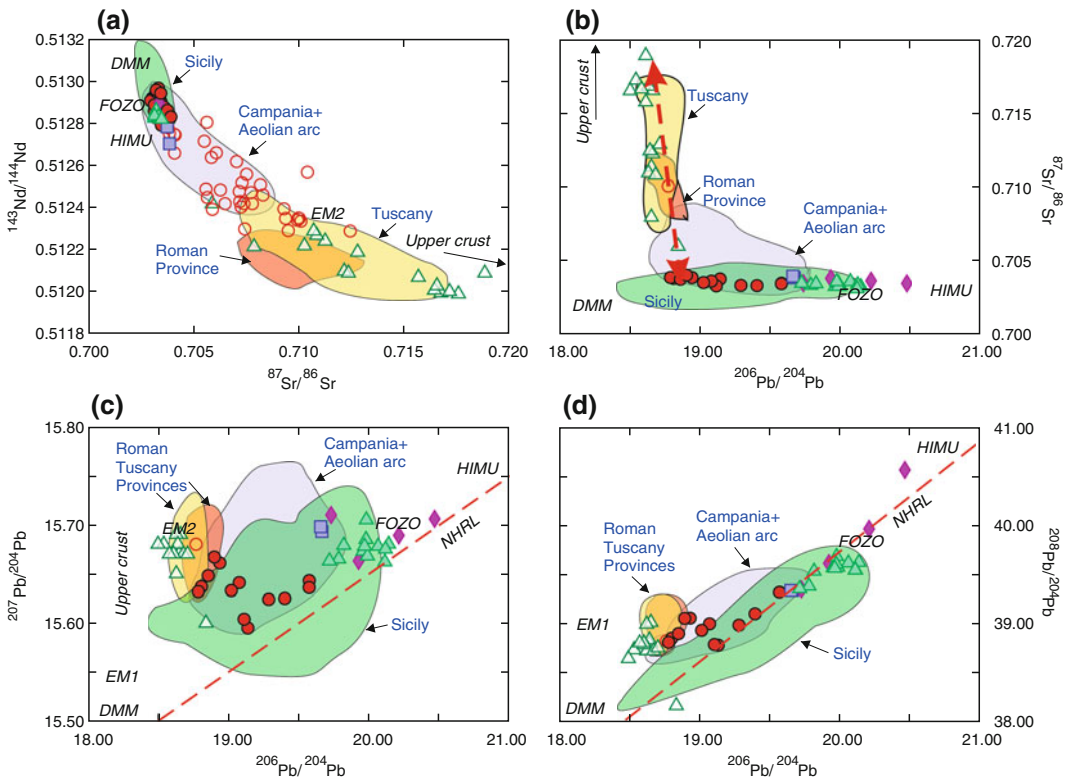 (a)
0.5132
0.5130
0.5128
0.5126
0.5124
0.5122
0.5120
0.5118
143Nd/144Nd
DMM
Sicily
FOZO
HIMU
Campania+
Aeolian arc
EM2
Tuscany
Upper crust
Roman
Province
0.700
0.705
0.710
0.715
0.720
87Sr/86Sr
(b)
Upper crust
Tuscany
Roman
Province
Campania+
Aeolian arc
DMM
Sicily
FOZO
HIMU
0.720
0.715
0.710
0.705
0.700
87Sr/86Sr
18.00
19.00
20.00
21.00
206Pb/204Pb
(c)
15.80
15.70
15.60
15.50
207Pb/204Pb
Roman
Tuscany
Provinces
Campania+
Aeolian arc
HIMU
EM2
FOZO
NHRL
Upper crust
Sicily
EM1
DMM
18.00
19.00
20.00
21.00
206Pb/204Pb
(d)
41.00
40.00
39.00
38.00
208Pb/204Pb
HIMU
NHRL
Campania+
Aeolian arc
FOZO
Roman
Tuscany
Provinces
EM1
Sicily
DMM
18.00
19.00
20.00
21.00
206Pb/204Pb